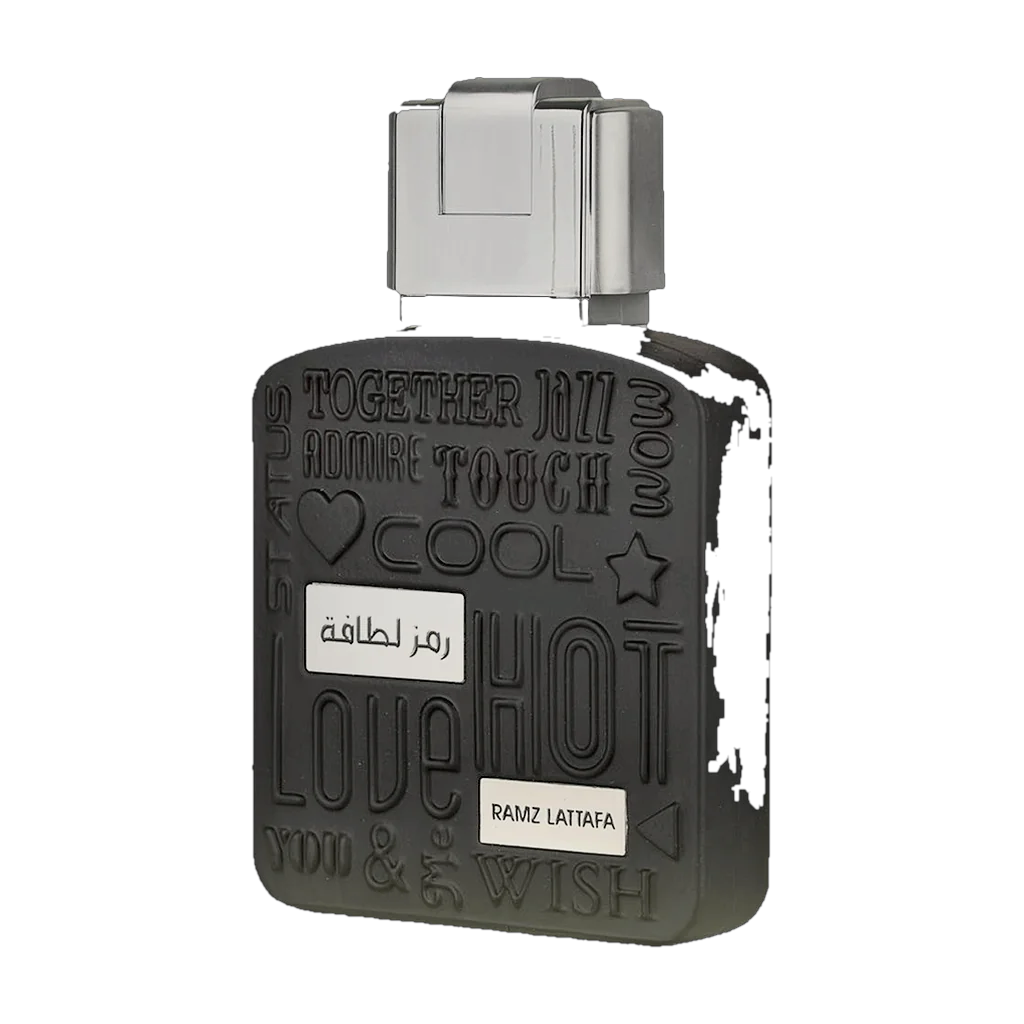 TOGETHER JAZZ
WOW
STATUS
ADMIRE TOUCH
COOL
رمز لطافة
HOT
Love
RAMZ LATTAFA
YOU & Me
WISH